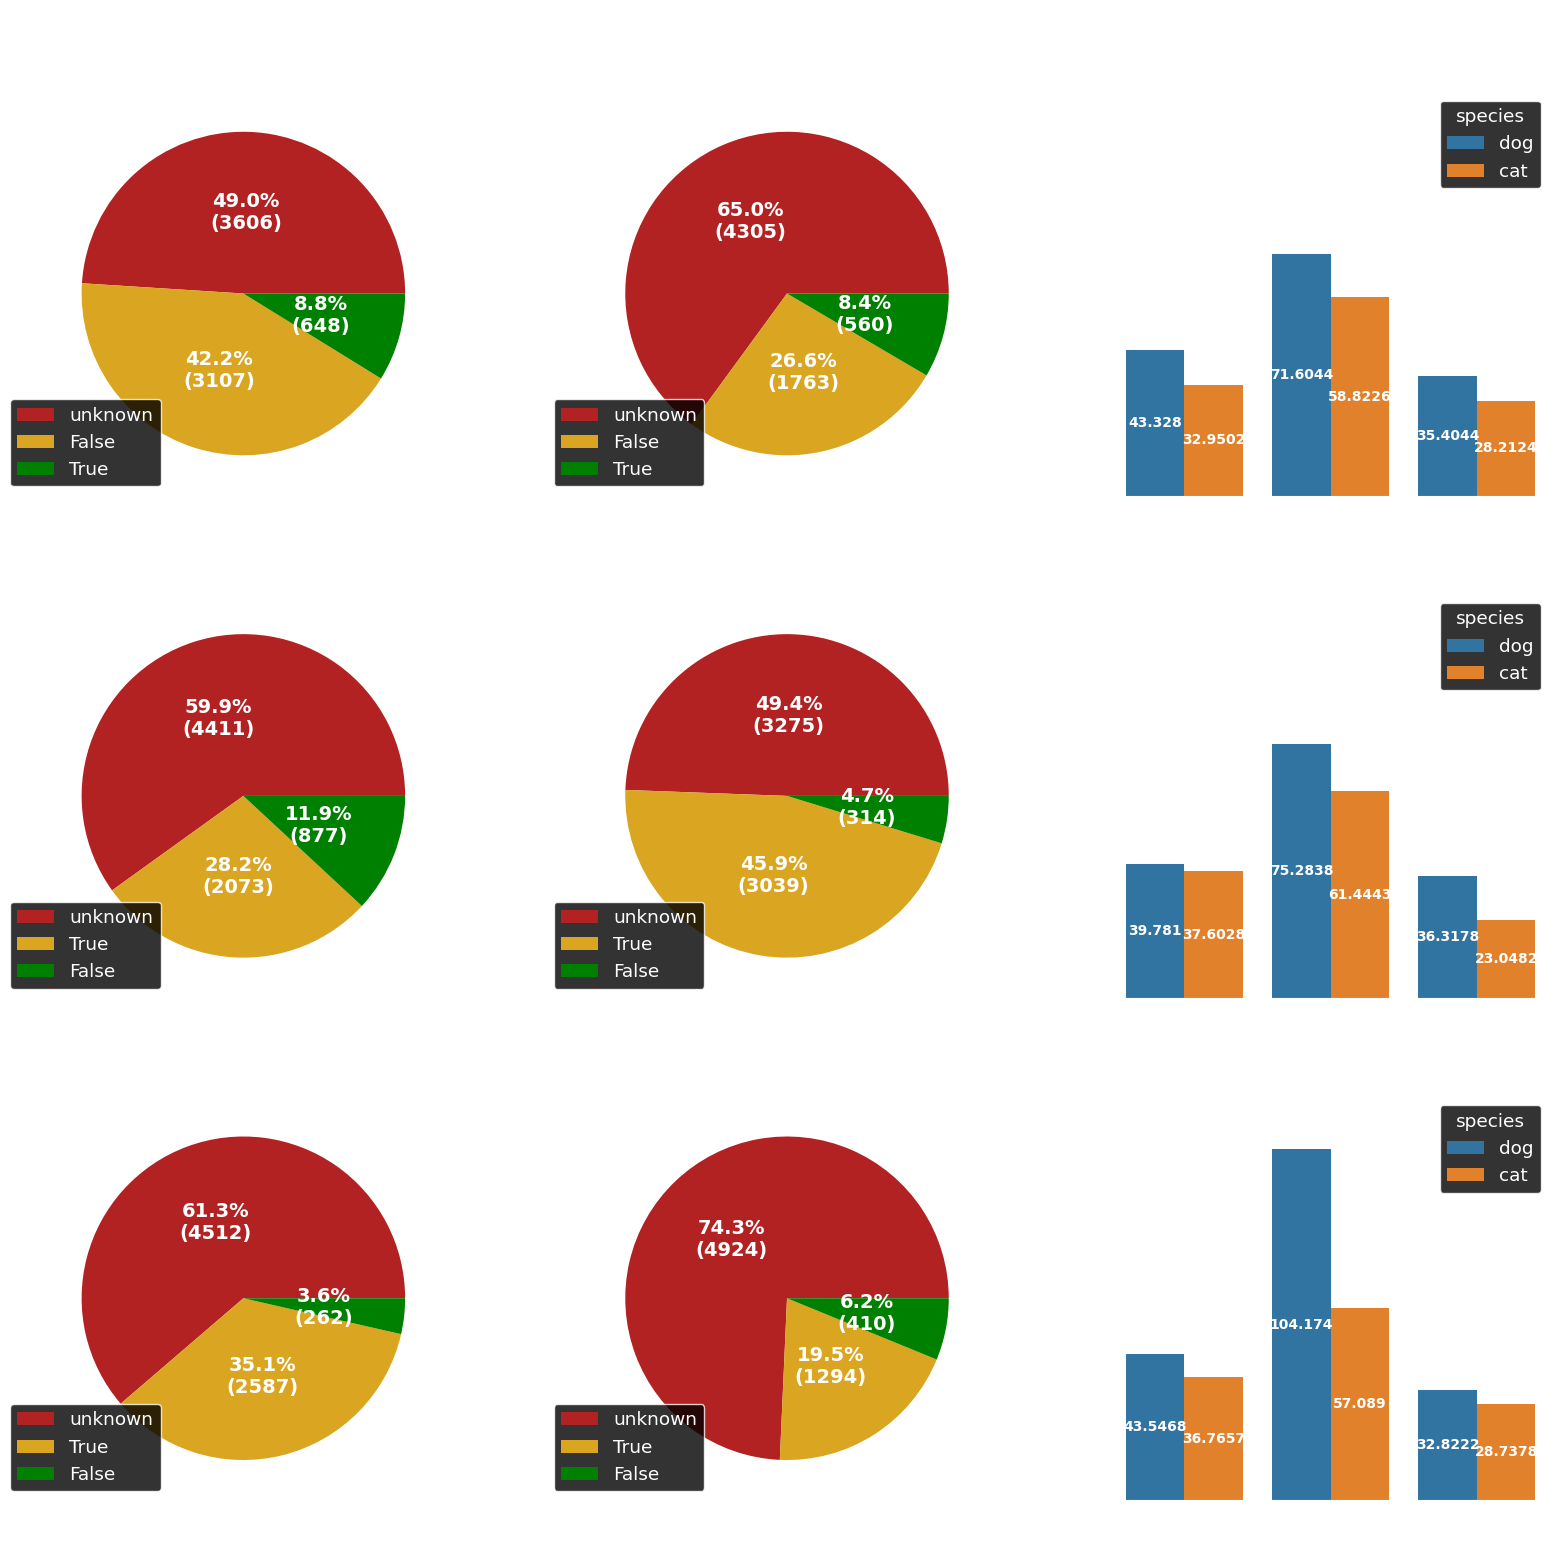 49.0%
(3606)
8.8%
(648)
42.2%
(3107)
unknown
False
True
65.0%
(4305)
8.4%
(560)
26.6%
(1763)
unknown
False
True
species
dog
cat
43.328
32.9502
71.6044
58.8226
35.4044
28.2124
59.9%
(4411)
11.9%
(877)
28.2%
(2073)
unknown
True
False
49.4%
(3275)
4.7%
(314)
45.9%
(3039)
unknown
True
False
species
dog
cat
39.781
37.6028
75.2838
61.4443
36.3178
23.0482
61.3%
(4512)
3.6%
(262)
35.1%
(2587)
unknown
True
False
74.3%
(4924)
6.2%
(410)
19.5%
(1294)
unknown
True
False
species
dog
cat
43.5468
36.7657
104.174
57.089
32.8222
28.7378